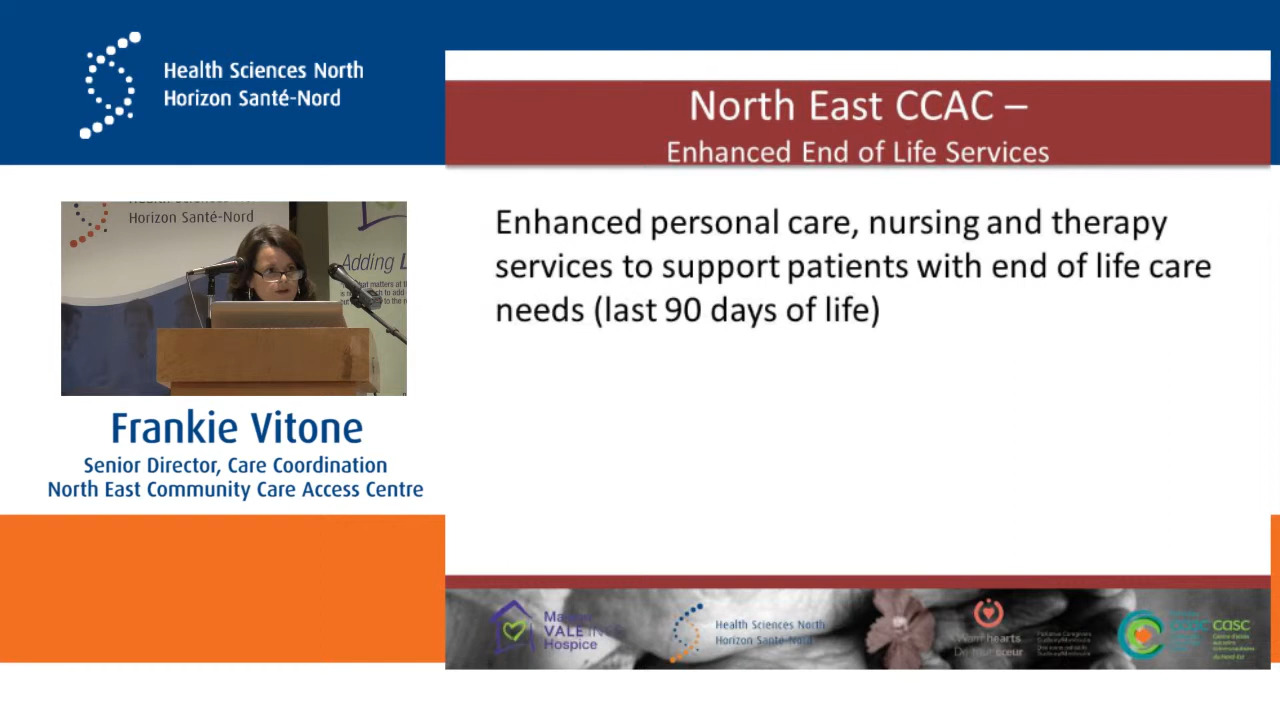 Health Sciences North
Horizon Santé-Nord
North East CCAC –
Enhanced End of Life Services
Horizon Santé-Nord
Adding
Enhanced personal care, nursing and therapy
services to support patients with end of life care
needs (last 90 days of life)
Frankie Vitone
Senior Director, Care Coordination
North East Community Care Access Centre
VALE
Hospice
Health Sciences North
Horizon Santé-Nord
hearts
cœur
casc